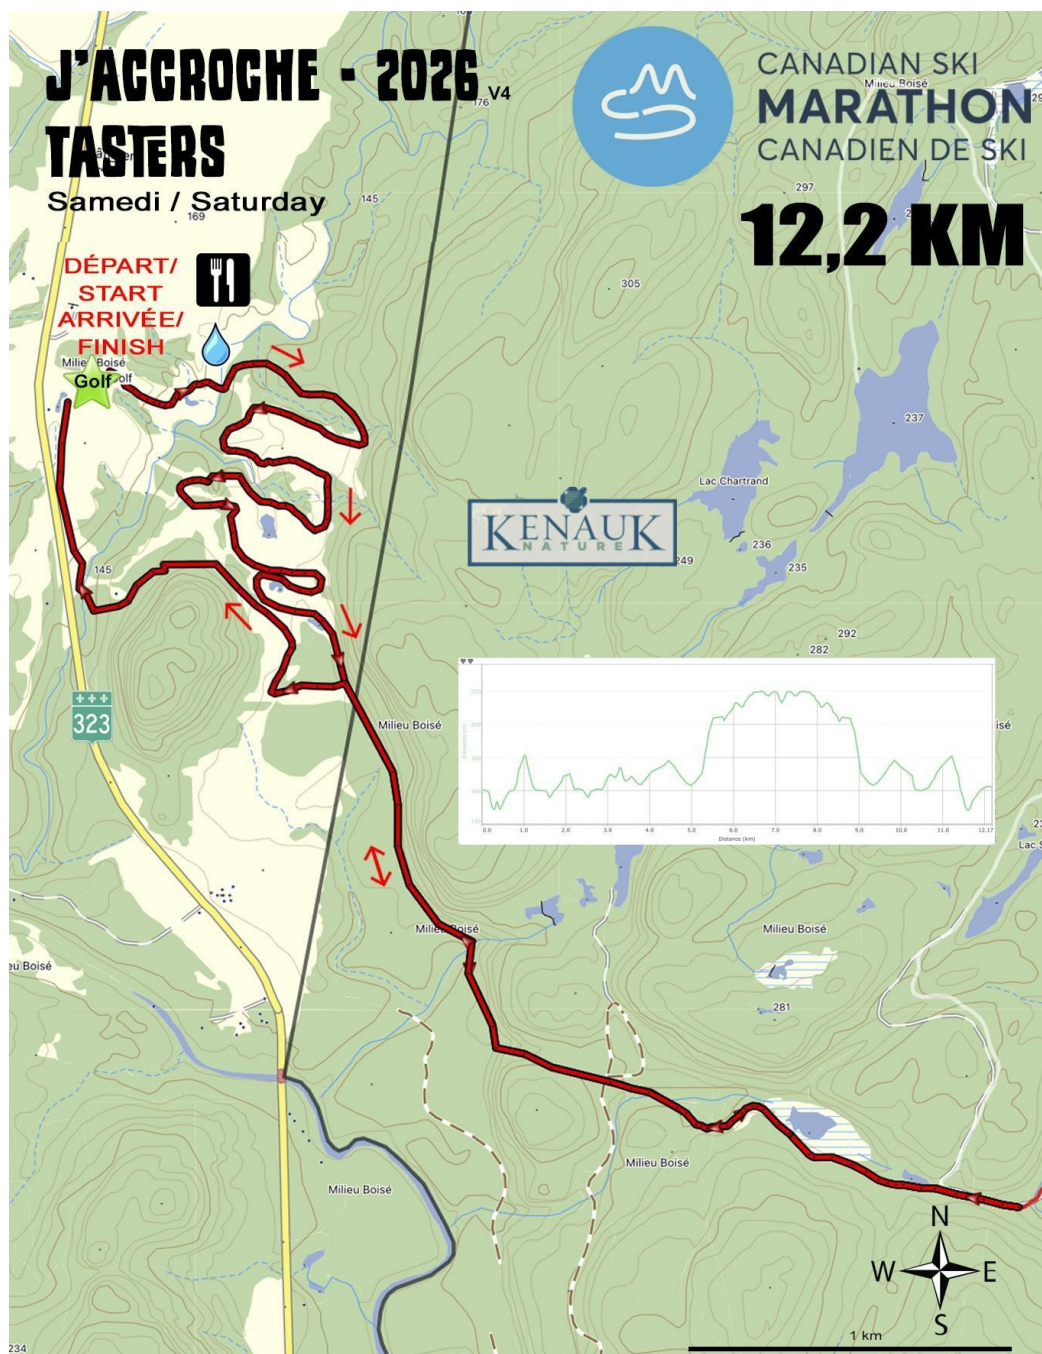 J'ACCROCHE - 2026 V4
TASTERS
Samedi / Saturday
CANADIAN SKI
MARATHON
CANADIEN DE SKI
12,2 KM
Milieu Boisé
176
297
145
169
305
DÉPART/
START
ARRIVÉE/
FINISH
Milieu Boisé
Golf
237
Lac Chartrand
KENAUK
NATURE
249
236
235
145
292
282
323
Milieu Boisé
0.0 1.0 2.0 3.0 4.0 5.0 6.0 7.0 8.0 9.0 10.0 11.0 12.17
Distance (km)
Milieu Boisé
Milieu Boisé
eu Boisé
281
Milieu Boisé
Milieu Boisé
N
W E
S
1 km
234